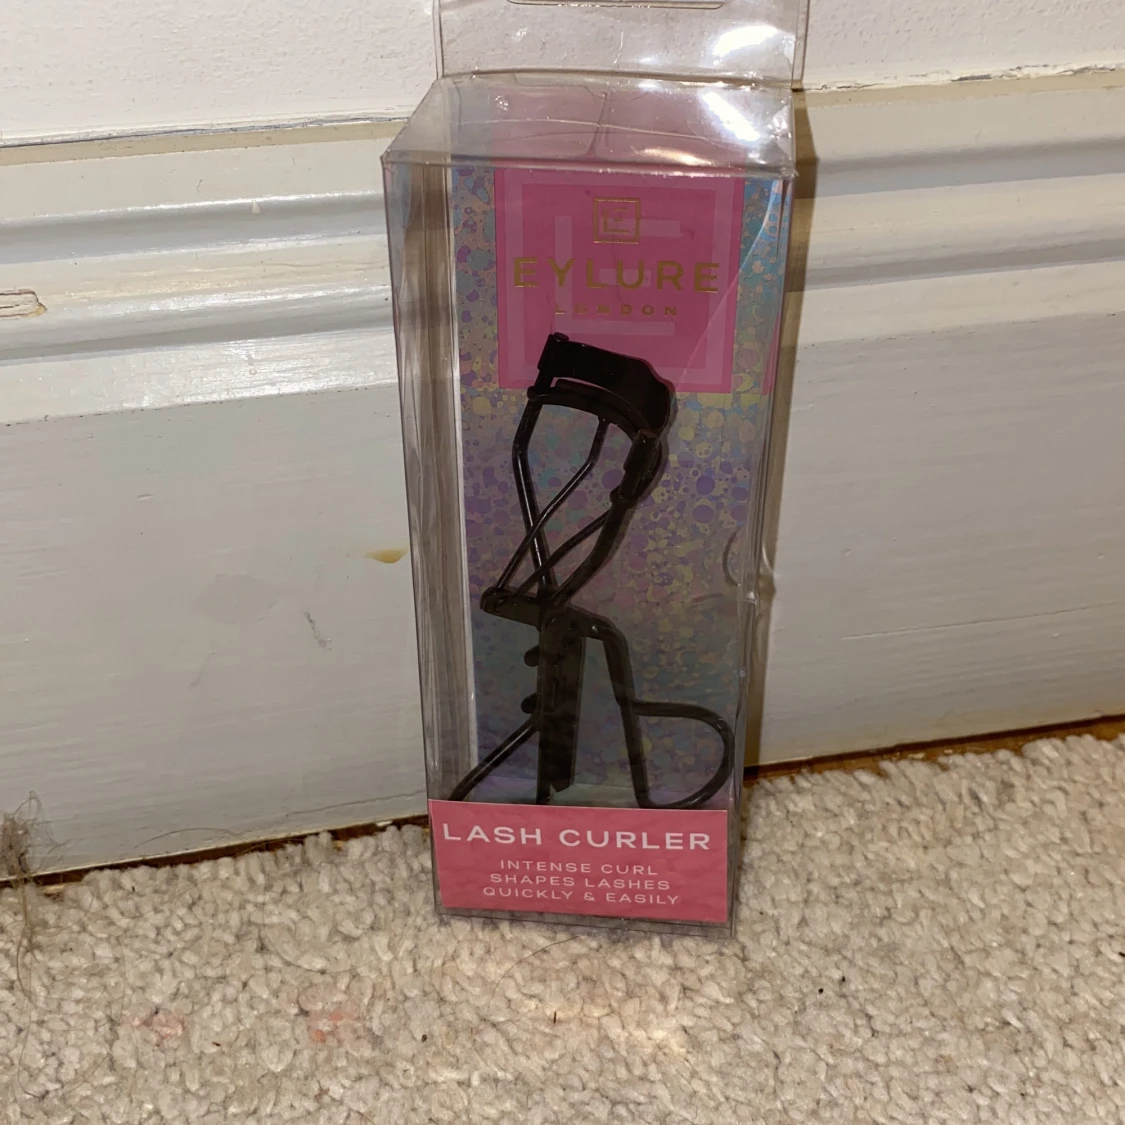 EYLURE
LONDON
LASH CURLER
INTENSE CURL
SHAPES LASHES
QUICKLY & EASILY